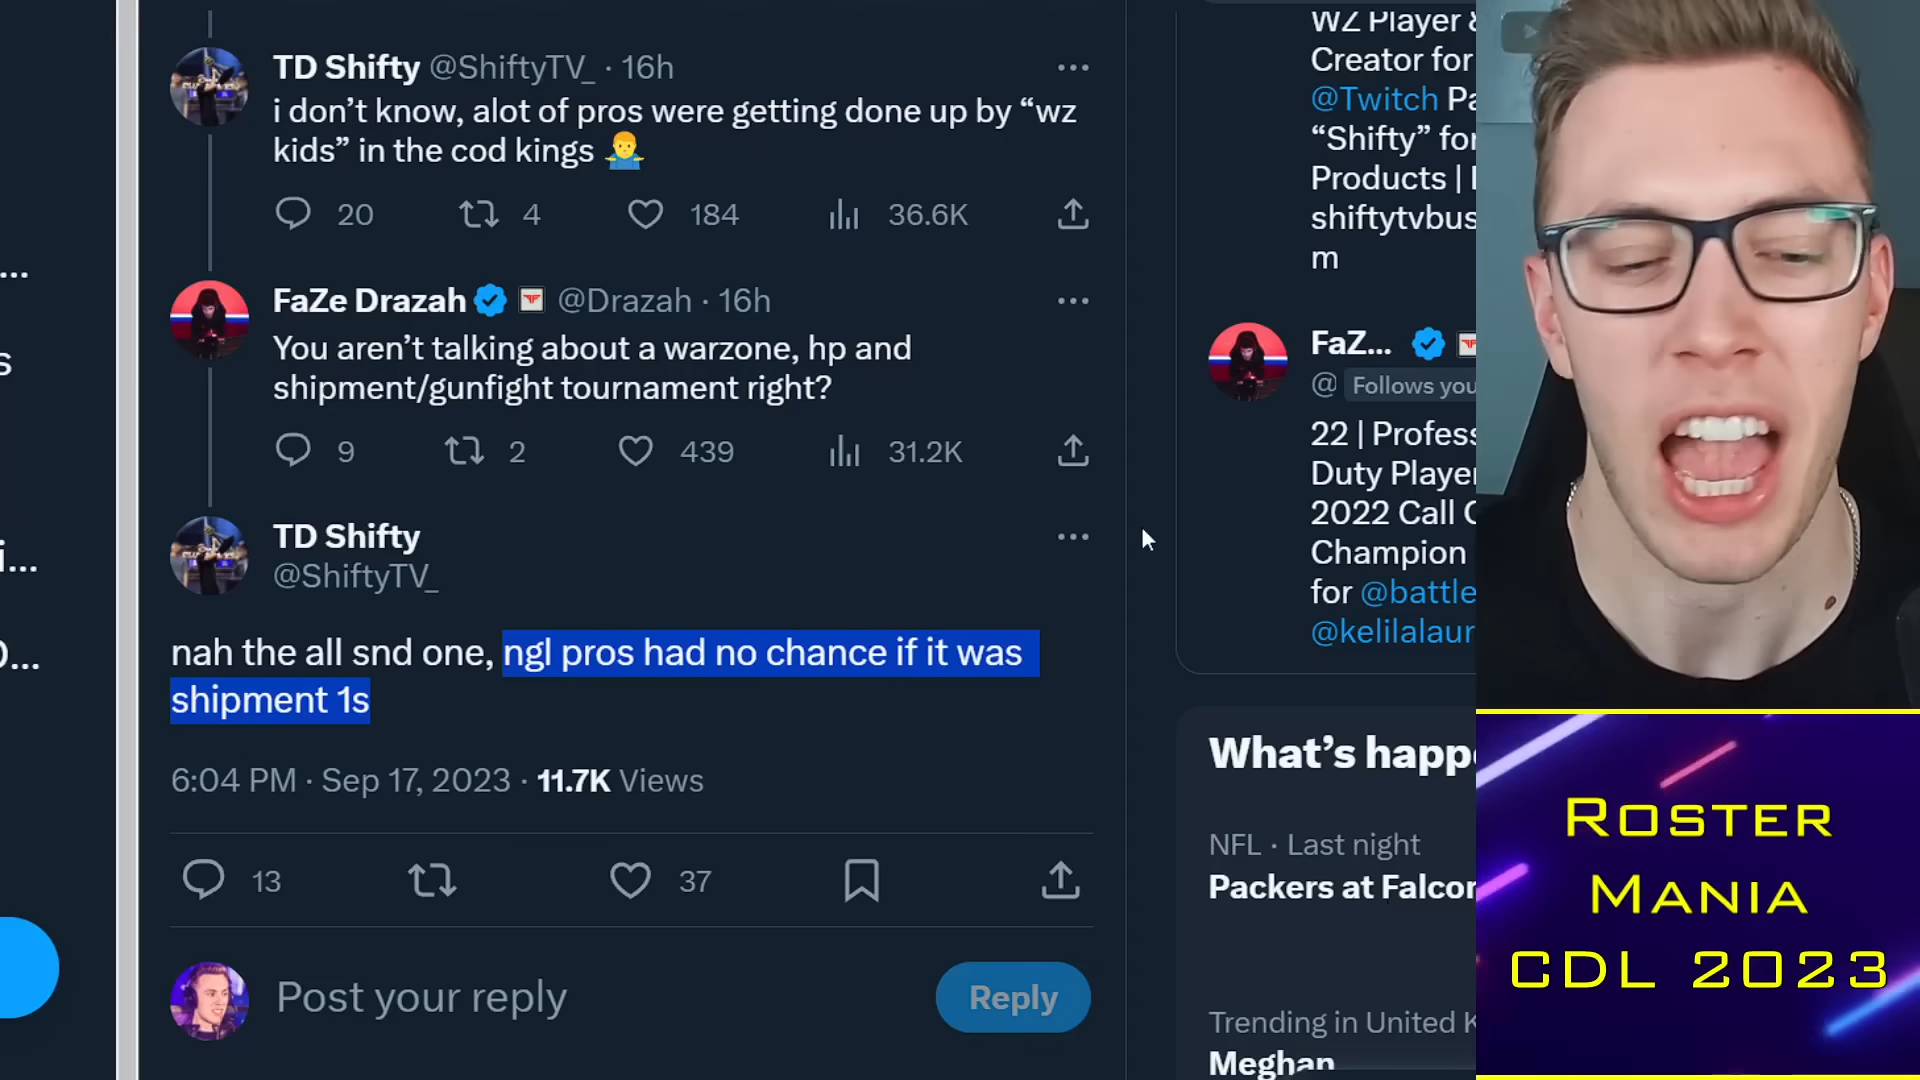 TD Shifty @ShiftyTV_ · 16h
i don’t know, alot of pros were getting done up by “wz
kids” in the cod kings 🤷‍♂️
20 4 184 36.6K
FaZe Drazah @Drazah · 16h
You aren’t talking about a warzone, hp and
shipment/gunfight tournament right?
9 2 439 31.2K
TD Shifty
@ShiftyTV_
nah the all snd one, ngl pros had no chance if it was
shipment 1s
6:04 PM · Sep 17, 2023 · 11.7K Views
13 37
Post your reply Reply
WZ Player &
Creator for
@Twitch Pa
“Shifty” for
Products |
shiftytvbus
m
FaZ...
@ Follows you
22 | Profess
Duty Player
2022 Call C
Champion
for @battle
@kelilalaur
What’s happe
NFL · Last night
Packers at Falcon
Trending in United K
Meghan
ROSTER
MANIA
CDL 2023